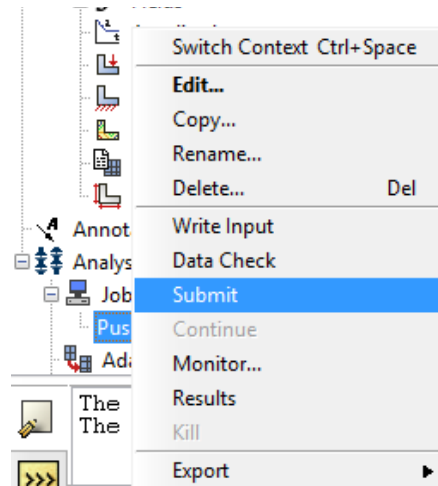 Switch Context Ctrl+Space
Edit...
Copy...
Rename...
Delete... Del
Annot
Write Input
Analys
Data Check
Job
Submit
Pus
Continue
Ada
Monitor...
The
Results
The
Kill
>>>
Export